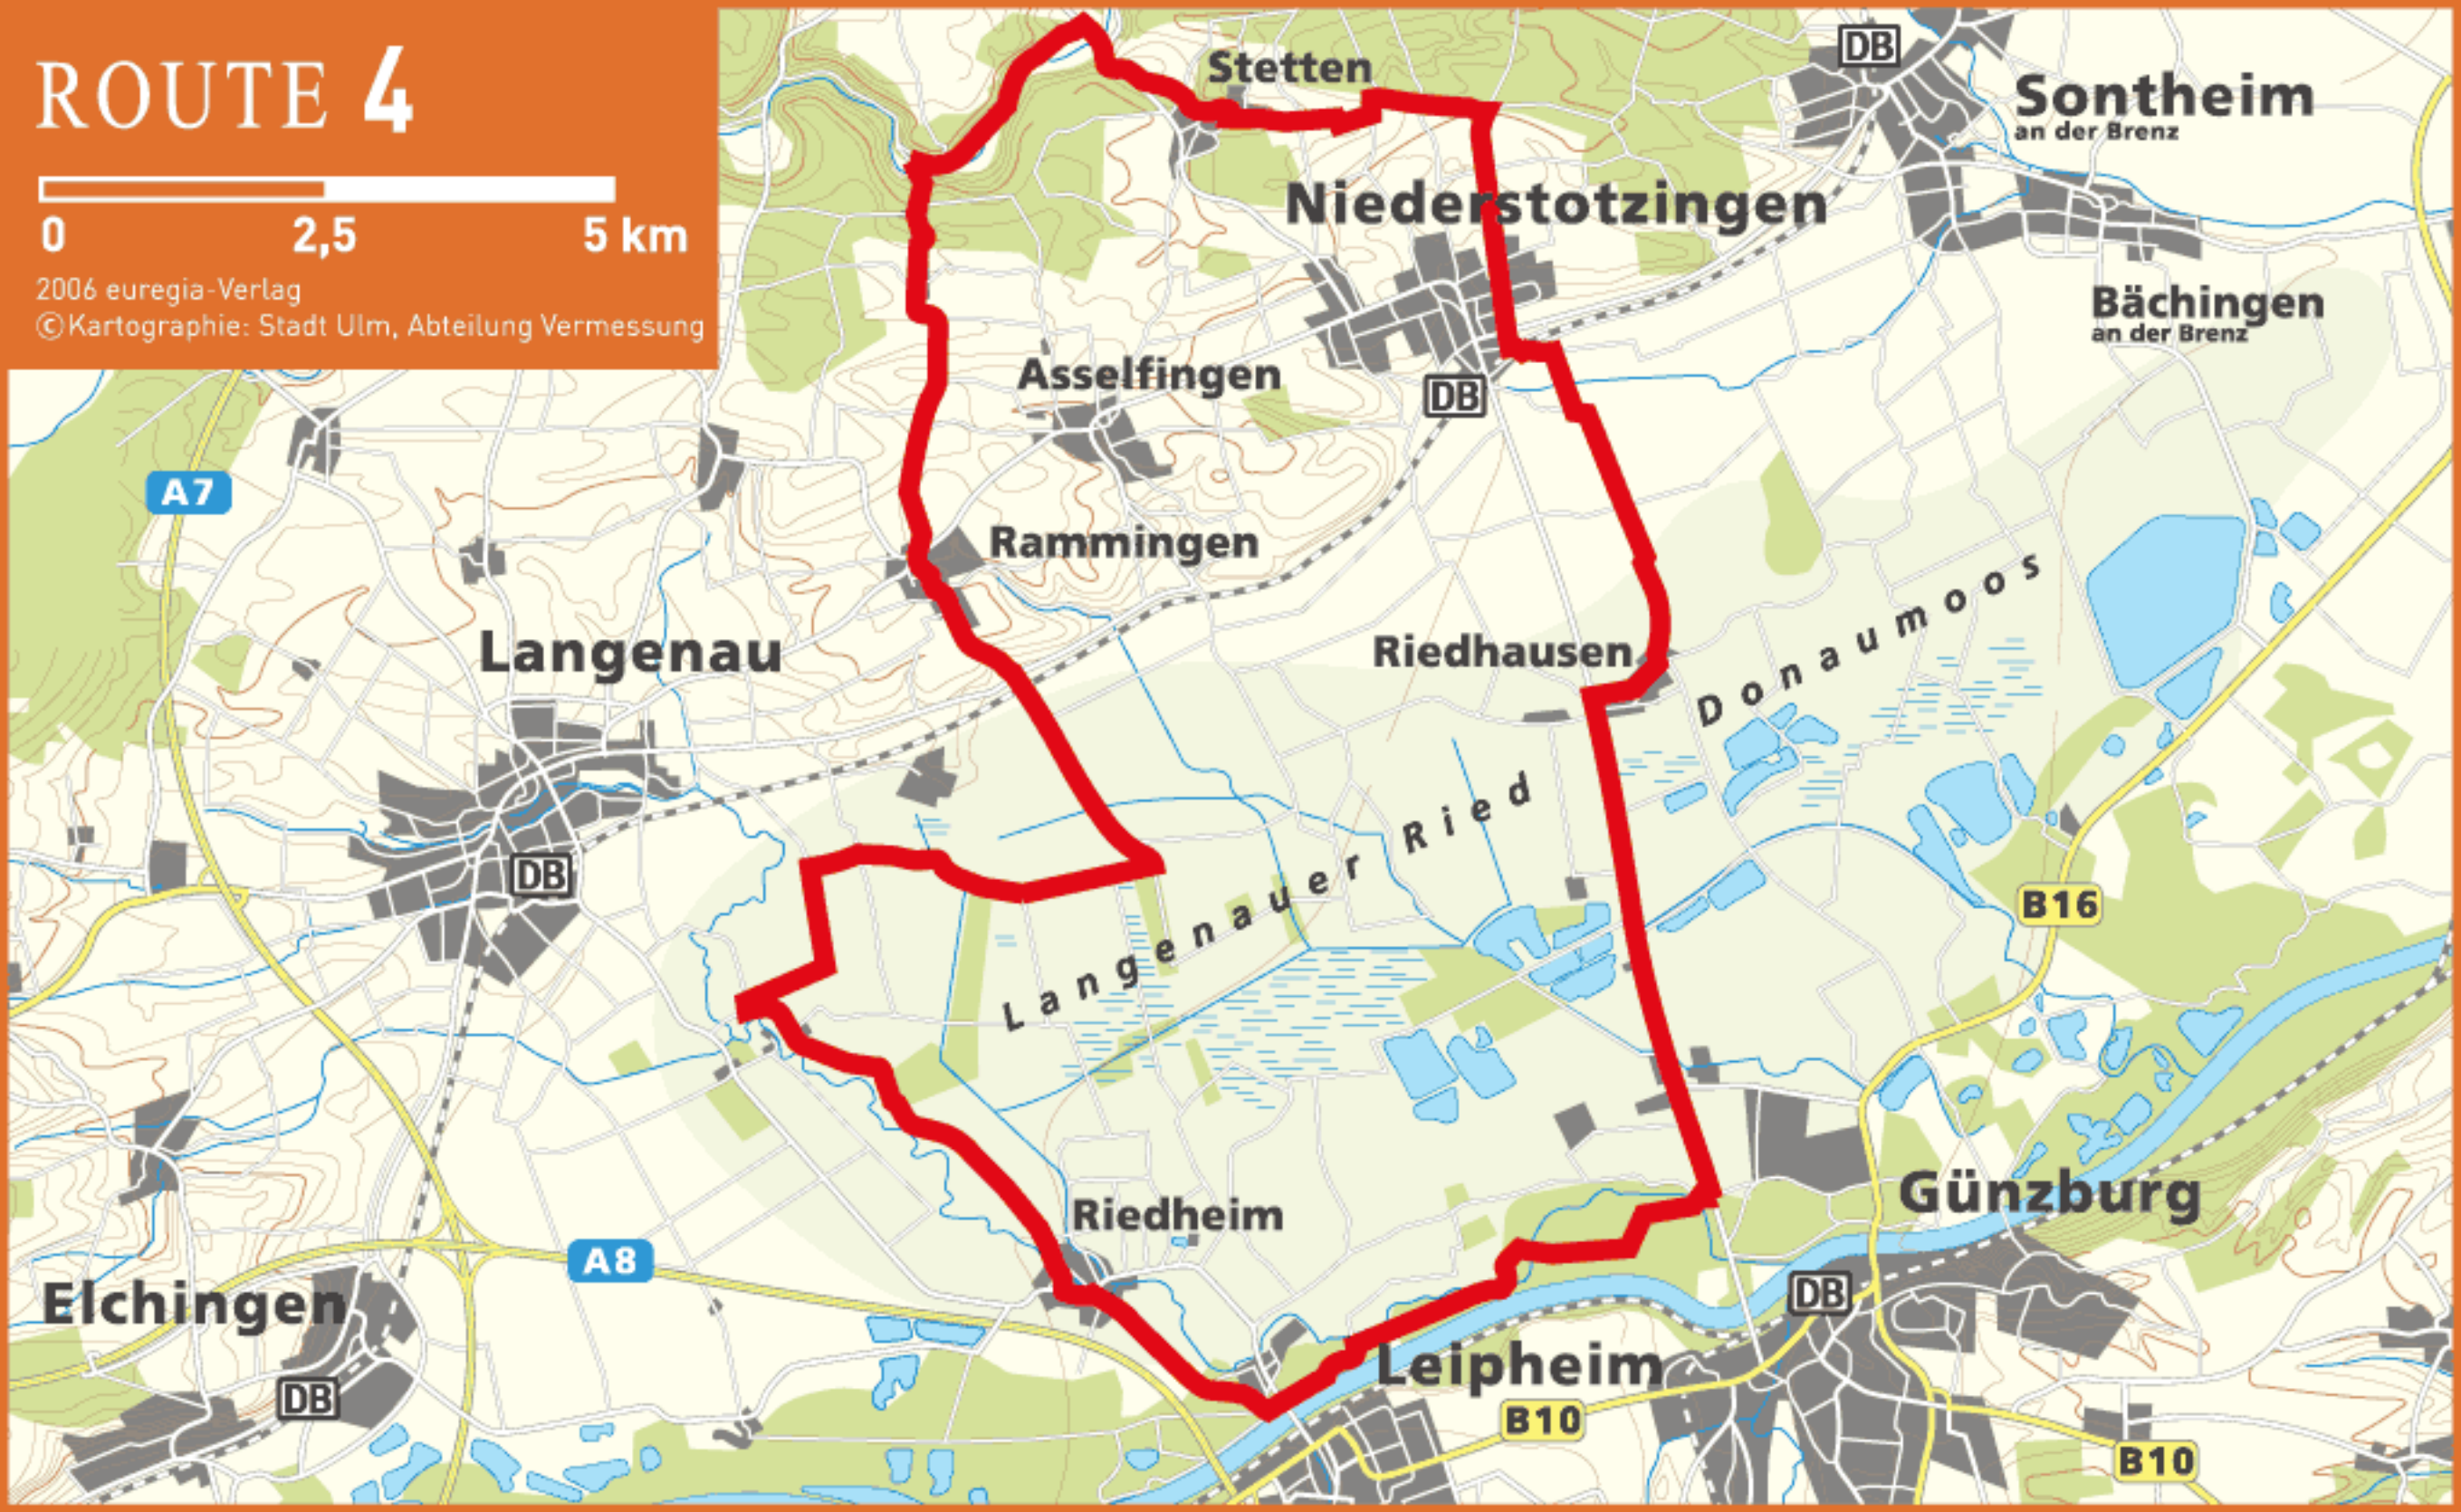 ROUTE 4
0 2,5 5 km
2006 euregia-Verlag
©Kartographie: Stadt Ulm, Abteilung Vermessung
Stetten
DB
Sontheim
an der Brenz
Niederstotzingen
Bächingen
an der Brenz
Asselfingen
DB
A7
Rammingen
Langenau
Riedhausen
Donaumoos
Langenauer Ried
DB
B16
Riedheim
Günzburg
A8
Elchingen
DB
Leipheim
DB
B10
B10